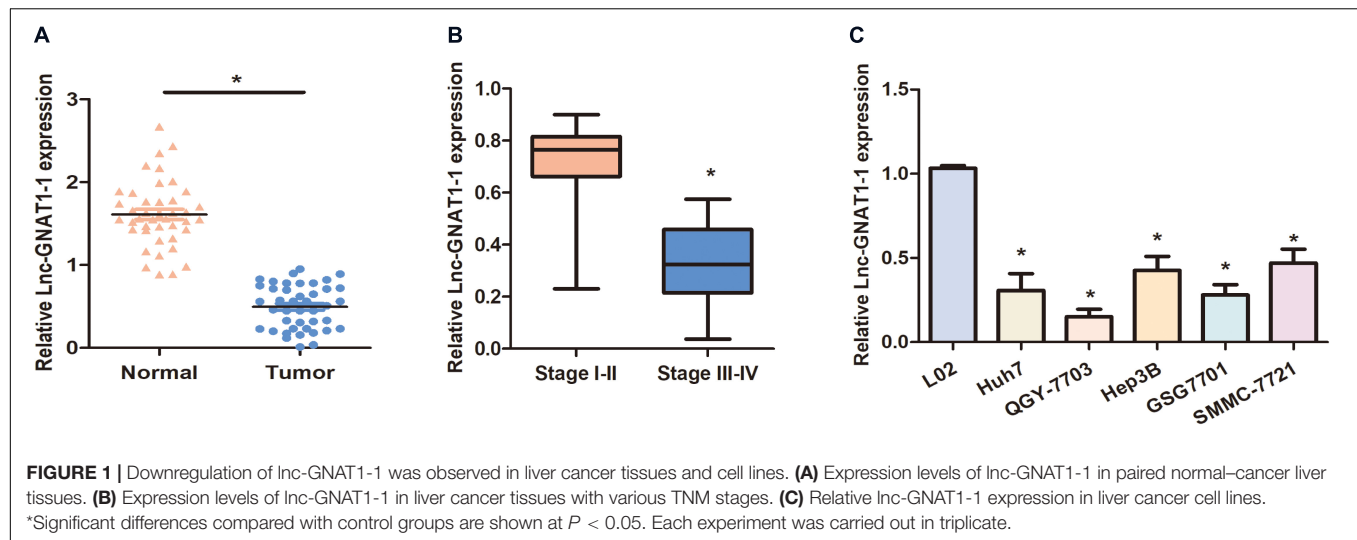 A
*
Relative Lnc-GNAT1-1 expression
3
2
1
0
Normal
Tumor
B
Relative Lnc-GNAT1-1 expression
1.0
0.8
0.6
0.4
0.2
0.0
*
Stage I-II
Stage III-IV
C
Relative Lnc-GNAT1-1 expression
1.5
1.0
0.5
0.0
*
*
*
*
*
L02
Huh7
QGY-7703
Hep3B
GSG7701
SMMC-7721
FIGURE 1 | Downregulation of lnc-GNAT1-1 was observed in liver cancer tissues and cell lines. (A) Expression levels of lnc-GNAT1-1 in paired normal–cancer liver
tissues. (B) Expression levels of lnc-GNAT1-1 in liver cancer tissues with various TNM stages. (C) Relative lnc-GNAT1-1 expression in liver cancer cell lines.
*Significant differences compared with control groups are shown at P < 0.05. Each experiment was carried out in triplicate.